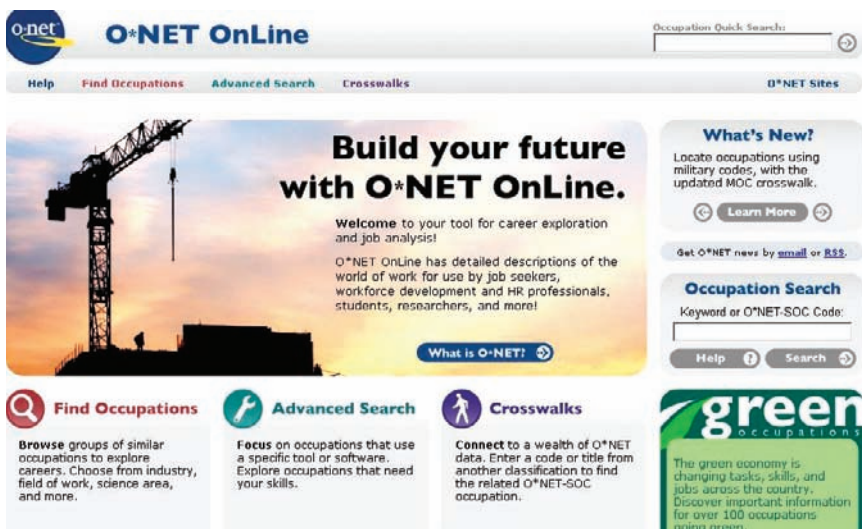 o·net
O*NET OnLine
Occupation Quick Search:
Help
Find Occupations
Advanced Search
Crosswalks
O*NET Sites
Build your future
with O*NET OnLine.
Welcome to your tool for career exploration
and job analysis!
O*NET OnLine has detailed descriptions of the
world of work for use by job seekers,
workforce development and HR professionals,
students, researchers, and more!
What is O*NET?
What's New?
Locate occupations using
military codes, with the
updated MOC crosswalk.
Learn More
Get O*NET news by email or RSS.
Occupation Search
Keyword or O*NET-SOC Code:
Help ?
Search
Find Occupations
Browse groups of similar
occupations to explore
careers. Choose from industry,
field of work, science area,
and more.
Advanced Search
Focus on occupations that use
a specific tool or software.
Explore occupations that need
your skills.
Crosswalks
Connect to a wealth of O*NET
data. Enter a code or title from
another classification to find
the related O*NET-SOC
occupation.
green
occupations
The green economy is
changing tasks, skills, and
jobs across the country.
Discover important information
for over 100 occupations
going green.